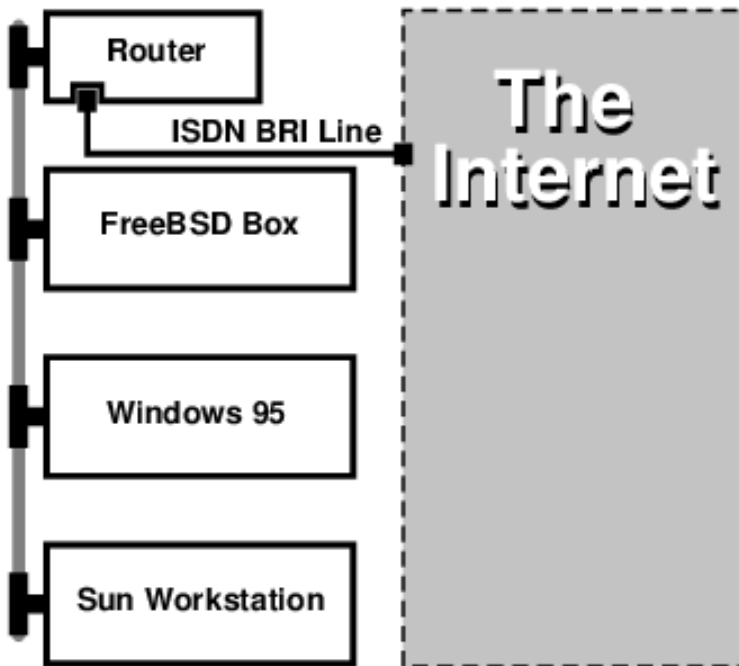 Router
ISDN BRI Line
The
Internet
FreeBSD Box
Windows 95
Sun Workstation